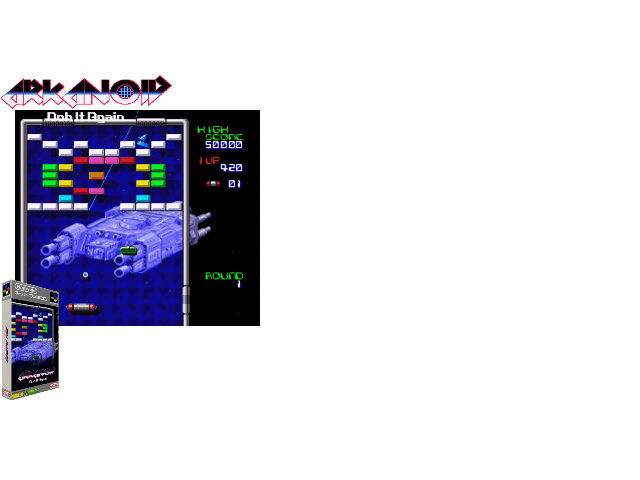 ARKANOID
Doh It Again
HIGH
SCORE
50000
1UP
420
01
ROUND
1